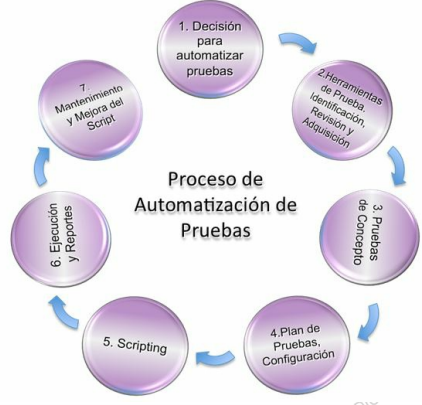 1. Decisión
para
automatizar
pruebas
2.Herramientas
de Prueba,
identificación,
Revisión y
Adquisición
3. Pruebas
de Concepto
4.Plan de
Pruebas,
Configuración
5. Scripting
6. Ejecución
y Reportes
7.
Mantenimiento
y Mejora del
Script
Proceso de
Automatización de
Pruebas